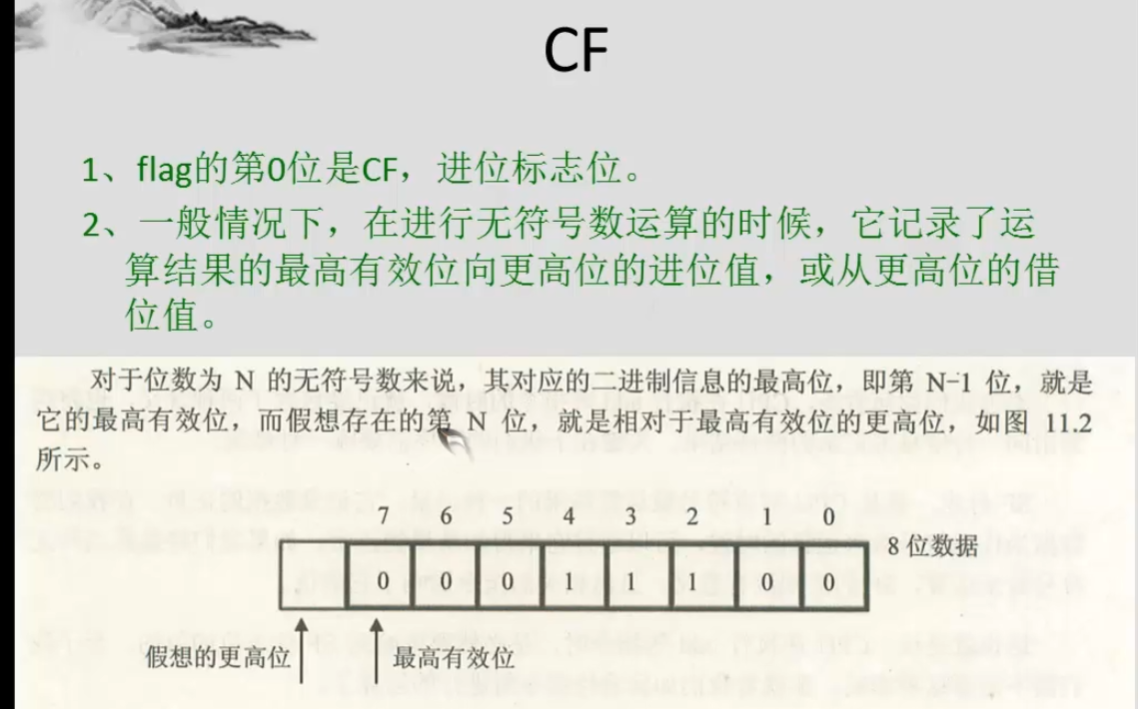 CF
1、flag的第0位是CF，进位标志位。
2、一般情况下，在进行无符号数运算的时候，它记录了运
算结果的最高有效位向更高位的进位值，或从更高位的借
位值。
对于位数为 N 的无符号数来说，其对应的二进制信息的最高位，即第 N-1 位，就是
它的最高有效位，而假想存在的第 N 位，就是相对于最高有效位的更高位，如图 11.2
所示。
7 6 5 4 3 2 1 0
0 0 0 1 1 1 0 0 8 位数据
假想的更高位 最高有效位